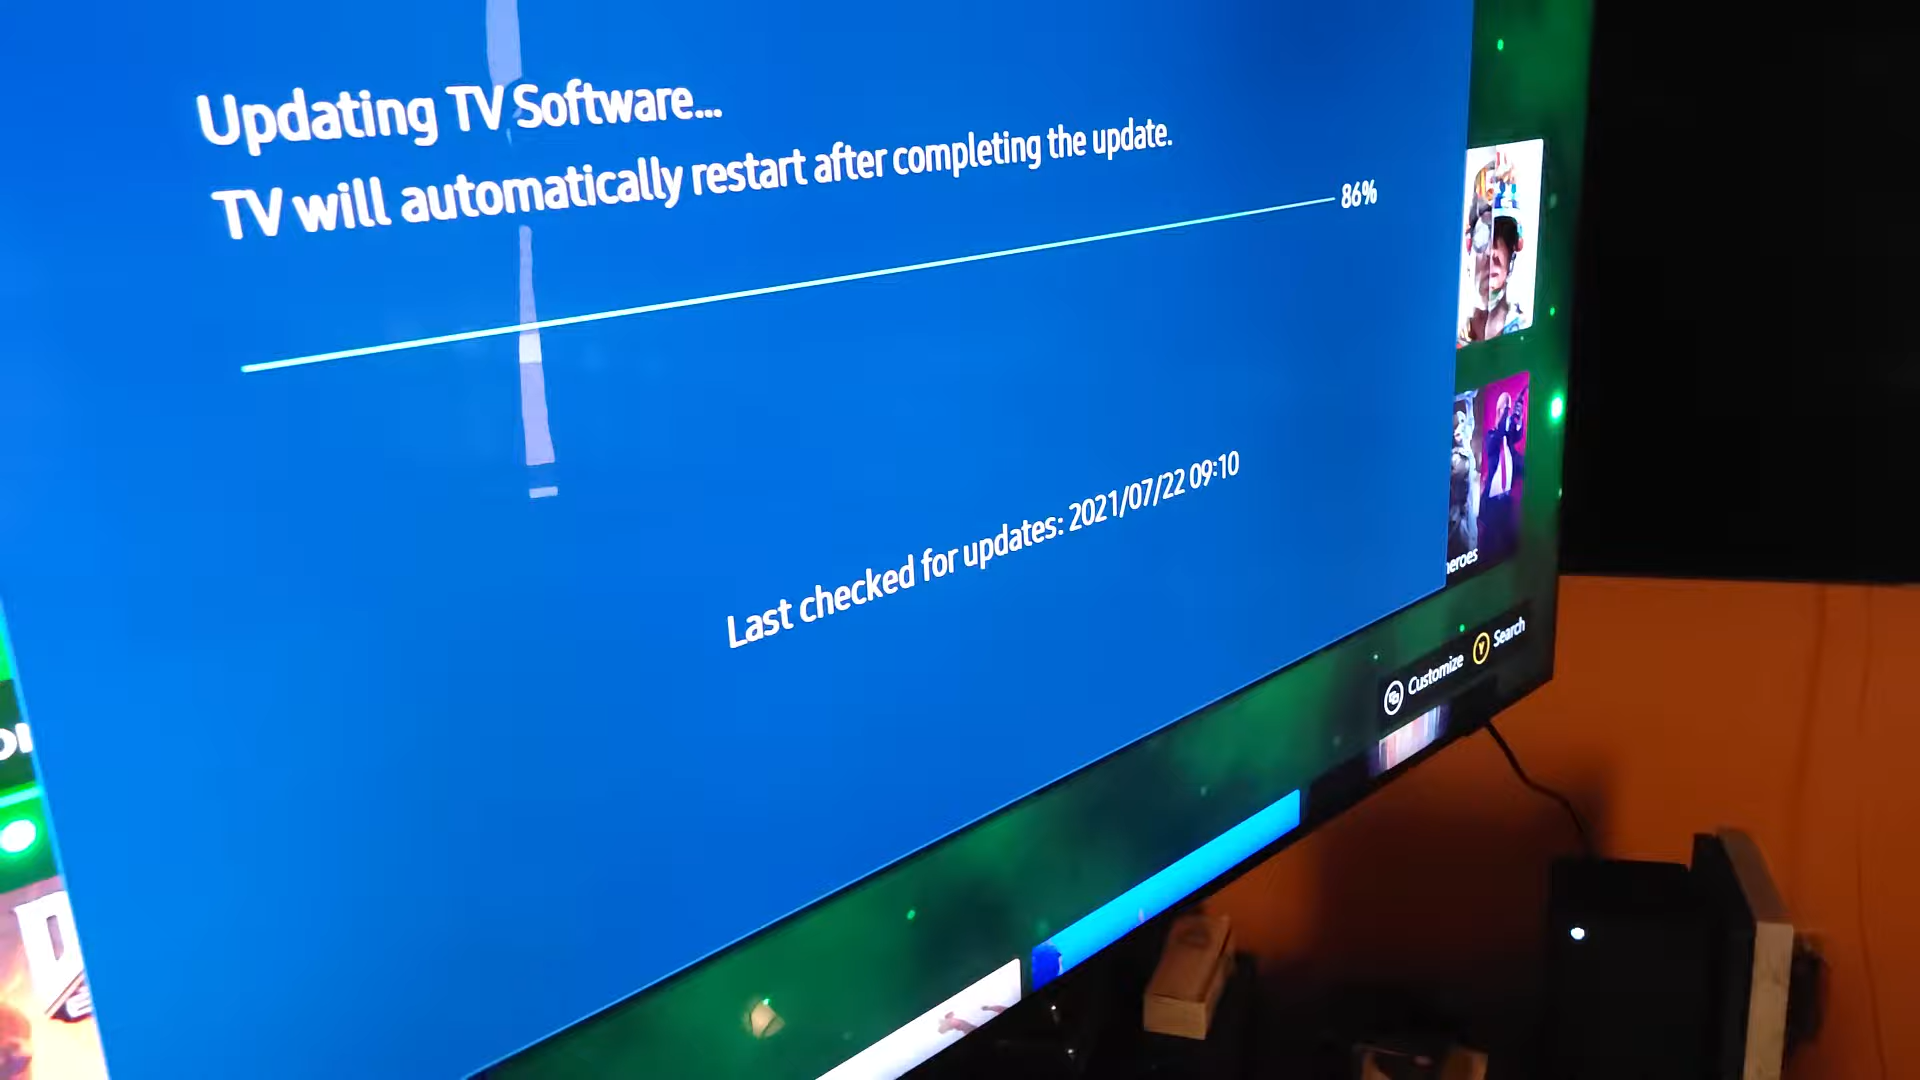 Updating TV Software...
TV will automatically restart after completing the update.
86%
Last checked for updates: 2021/07/22 09:10
heroes
Customize
Y Search